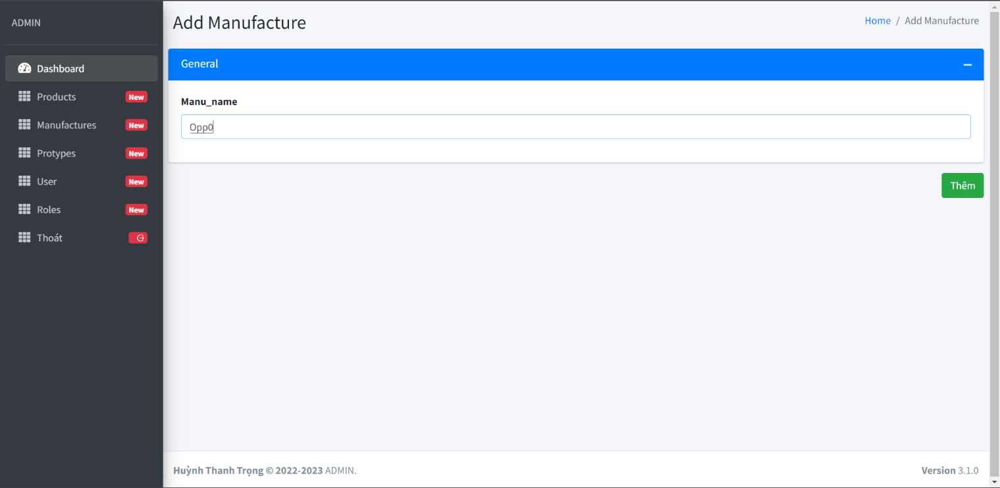 ADMIN
Dashboard
Products New
Manufactures New
Protypes New
User New
Roles New
Thoát
Add Manufacture
Home / Add Manufacture
General
Manu_name
Opp0
Thêm
Huỳnh Thanh Trọng © 2022-2023 ADMIN.
Version 3.1.0